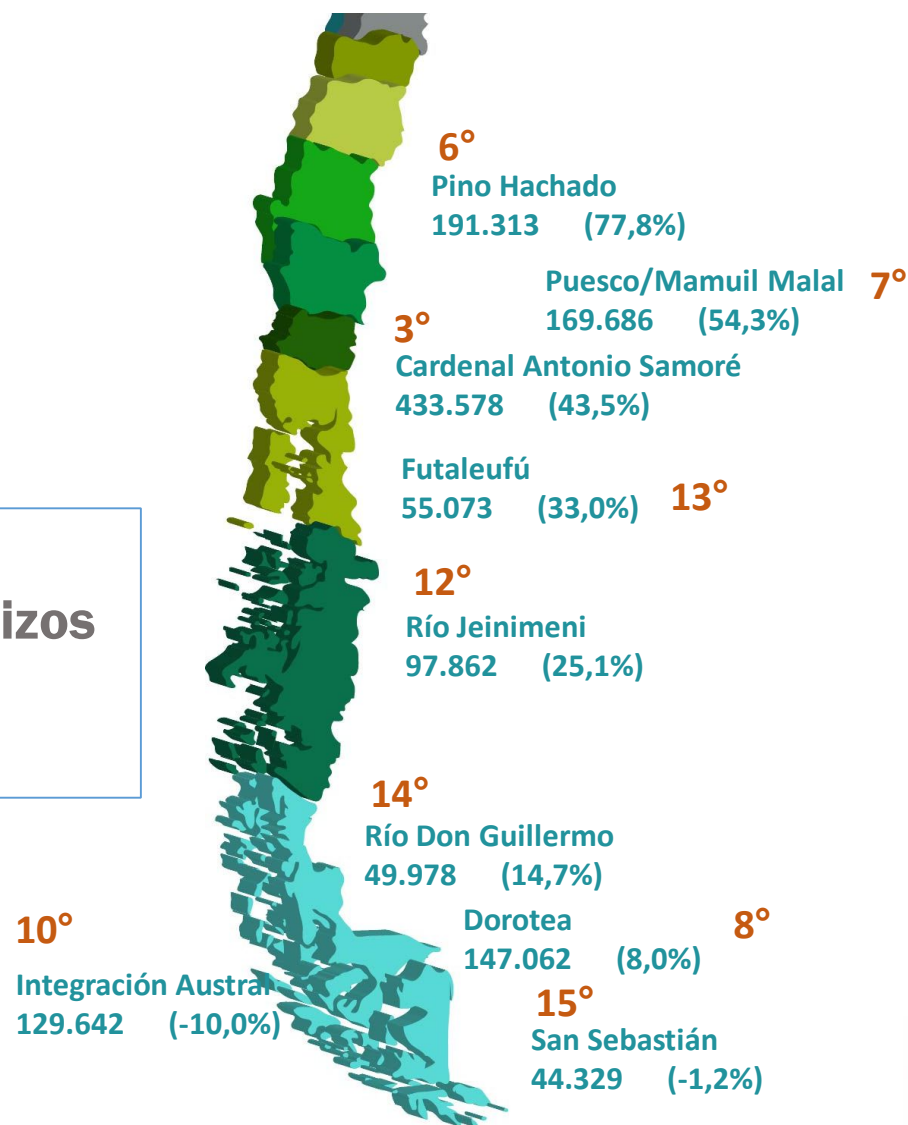 6°
Pino Hachado
191.313 (77,8%)
Puesco/Mamuil Malal 7°
169.686 (54,3%)
3°
Cardenal Antonio Samoré
433.578 (43,5%)
Futaleufú
55.073 (33,0%) 13°
izos
12°
Río Jeinimeni
97.862 (25,1%)
14°
Río Don Guillermo
49.978 (14,7%)
Dorotea 8°
147.062 (8,0%)
10°
Integración Austral
129.642 (-10,0%)
15°
San Sebastián
44.329 (-1,2%)